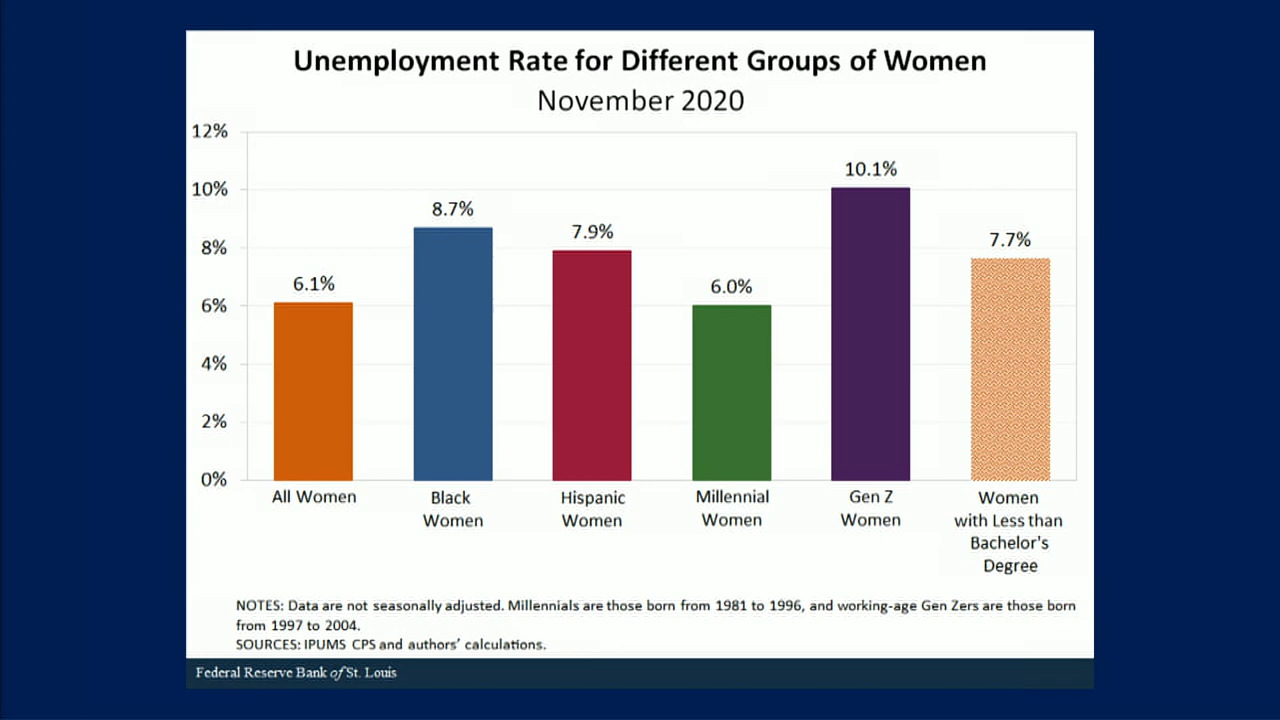 Unemployment Rate for Different Groups of Women
November 2020
12%
10%
8%
6%
4%
2%
0%
6.1%
8.7%
7.9%
6.0%
10.1%
7.7%
All Women
Black
Women
Hispanic
Women
Millennial
Women
Gen Z
Women
Women
with Less than
Bachelor's
Degree
NOTES: Data are not seasonally adjusted. Millennials are those born from 1981 to 1996, and working-age Gen Zers are those born
from 1997 to 2004.
SOURCES: IPUMS CPS and authors’ calculations.
Federal Reserve Bank of St. Louis